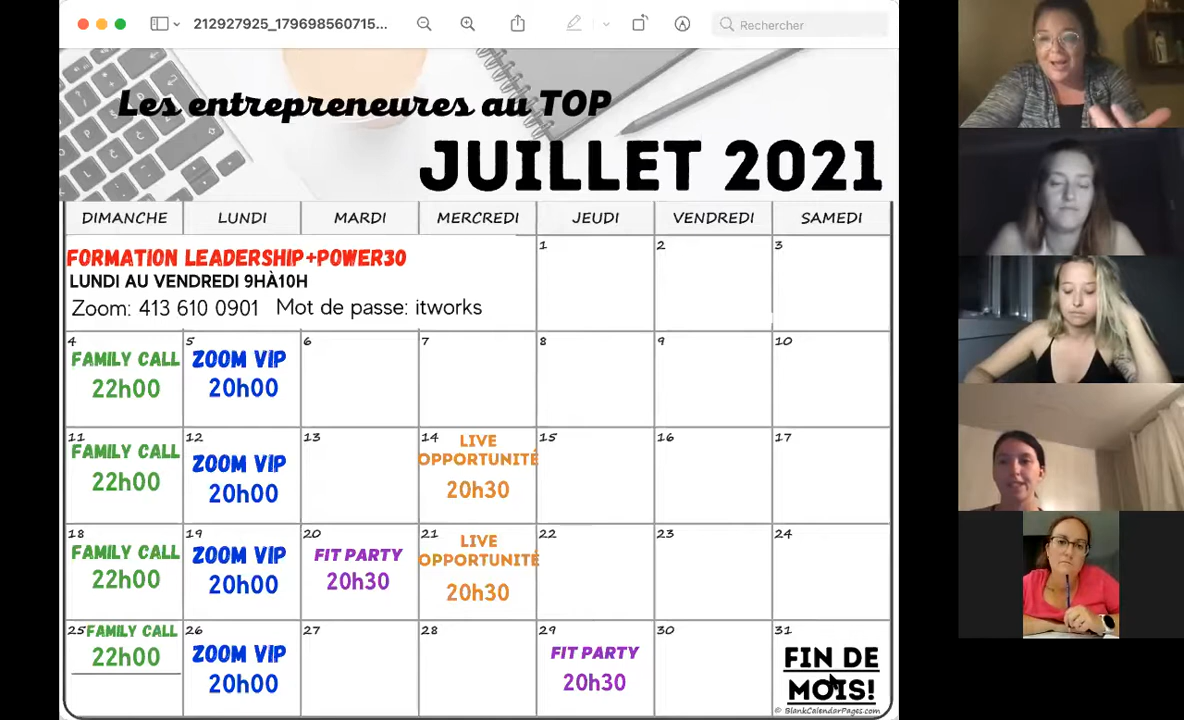 212927925_179698560715...
Rechercher
Les entrepreneures au TOP
JUILLET 2021
DIMANCHE LUNDI MARDI MERCREDI JEUDI VENDREDI SAMEDI
FORMATION LEADERSHIP+POWER30
LUNDI AU VENDREDI 9HÀ10H
Zoom: 413 610 0901 Mot de passe: itworks
1 2 3
4 5 6 7 8 9 10
FAMILY CALL ZOOM VIP
22h00 20h00
11 12 13 14 15 16 17
FAMILY CALL ZOOM VIP LIVE OPPORTUNITÉ
22h00 20h00 20h30
18 19 20 21 22 23 24
FAMILY CALL ZOOM VIP FIT PARTY LIVE OPPORTUNITÉ
22h00 20h00 20h30 20h30
25 26 27 28 29 30 31
FAMILY CALL ZOOM VIP FIT PARTY FIN DE MOIS!
22h00 20h00 20h30
© BlankCalendarPages.com